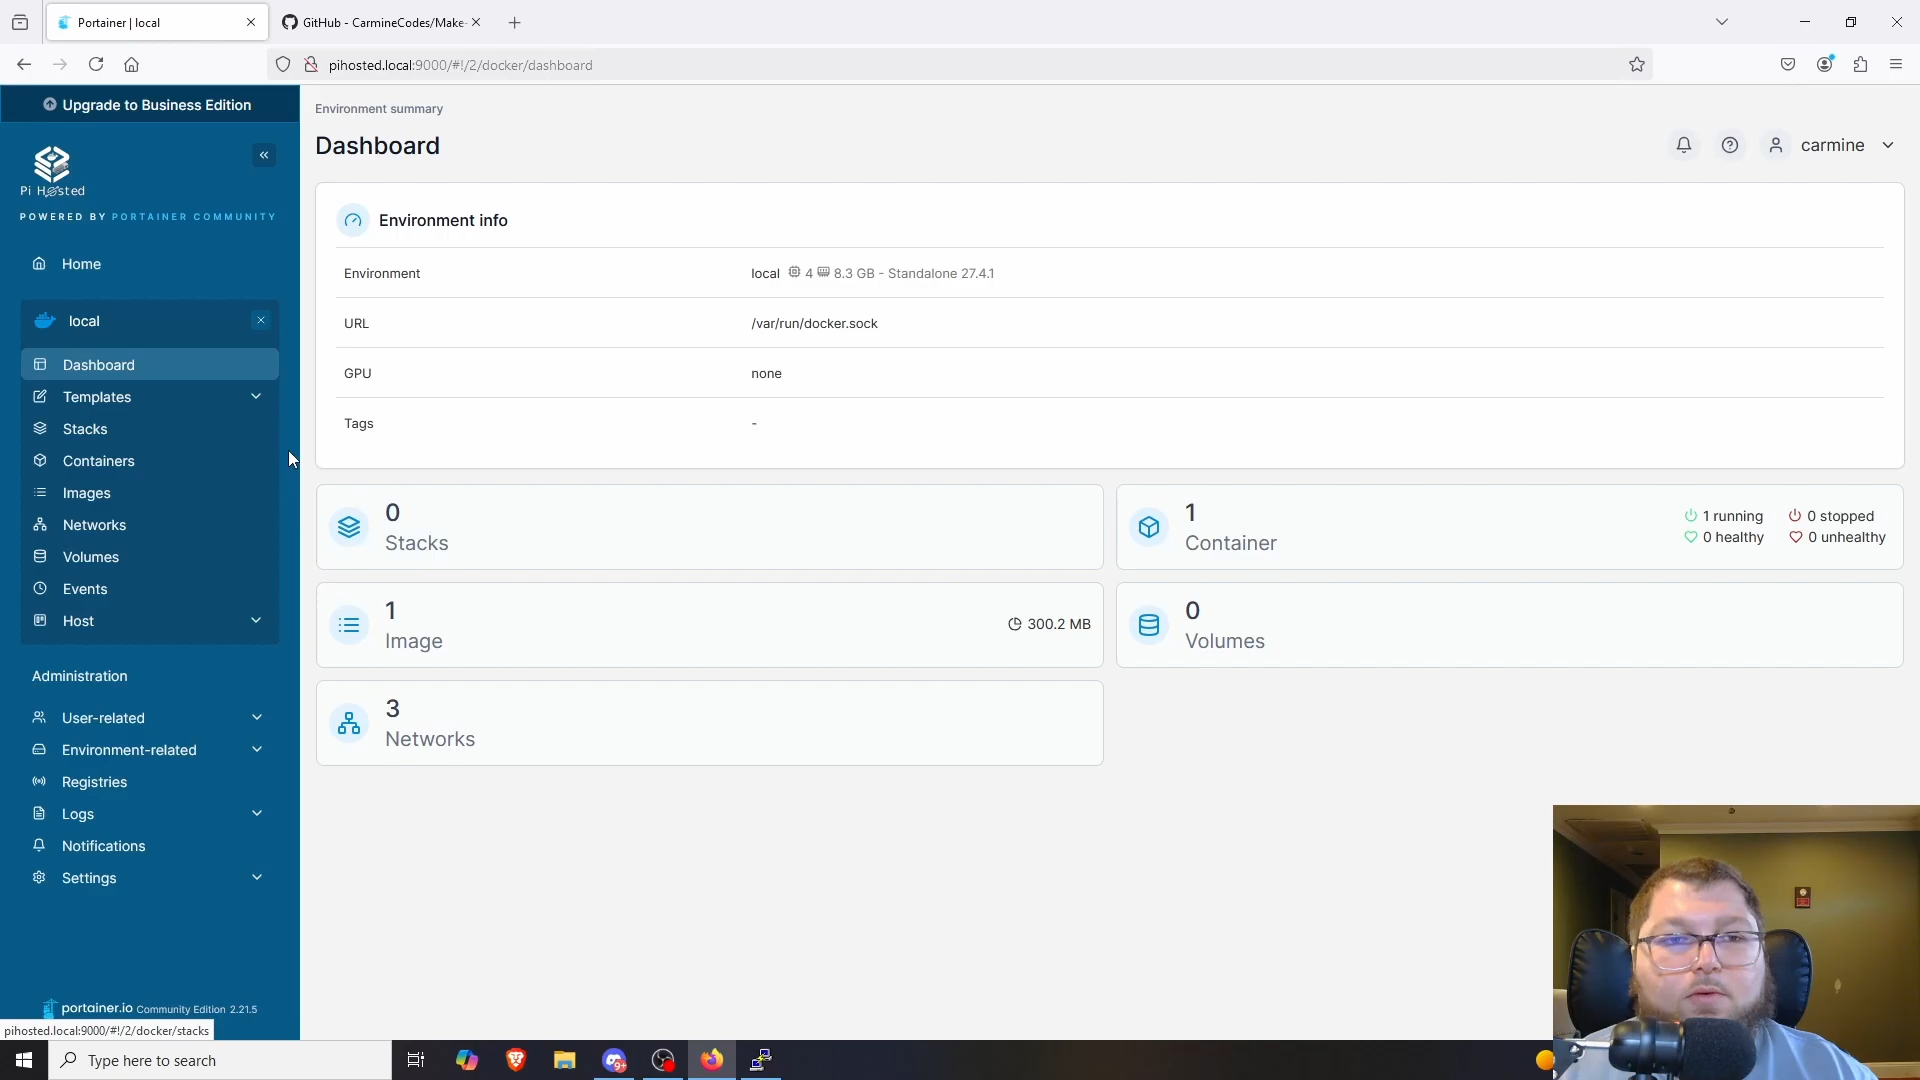 Portainer | local
GitHub - CarmineCodes/Make-
pihosted.local:9000/#!/2/docker/dashboard
Upgrade to Business Edition
Pi Hosted
POWERED BY PORTAINER COMMUNITY
Home
local
Dashboard
Templates
Stacks
Containers
Images
Networks
Volumes
Events
Host
Administration
User-related
Environment-related
Registries
Logs
Notifications
Settings
portainer.io Community Edition 2.21.5
pihosted.local:9000/#!/2/docker/stacks
Environment summary
Dashboard
carmine
Environment info
Environment local 4 8.3 GB - Standalone 27.4.1
URL /var/run/docker.sock
GPU none
Tags -
0
Stacks
1
Container
1 running 0 stopped
0 healthy 0 unhealthy
1
Image
300.2 MB
0
Volumes
3
Networks
Type here to search
9+